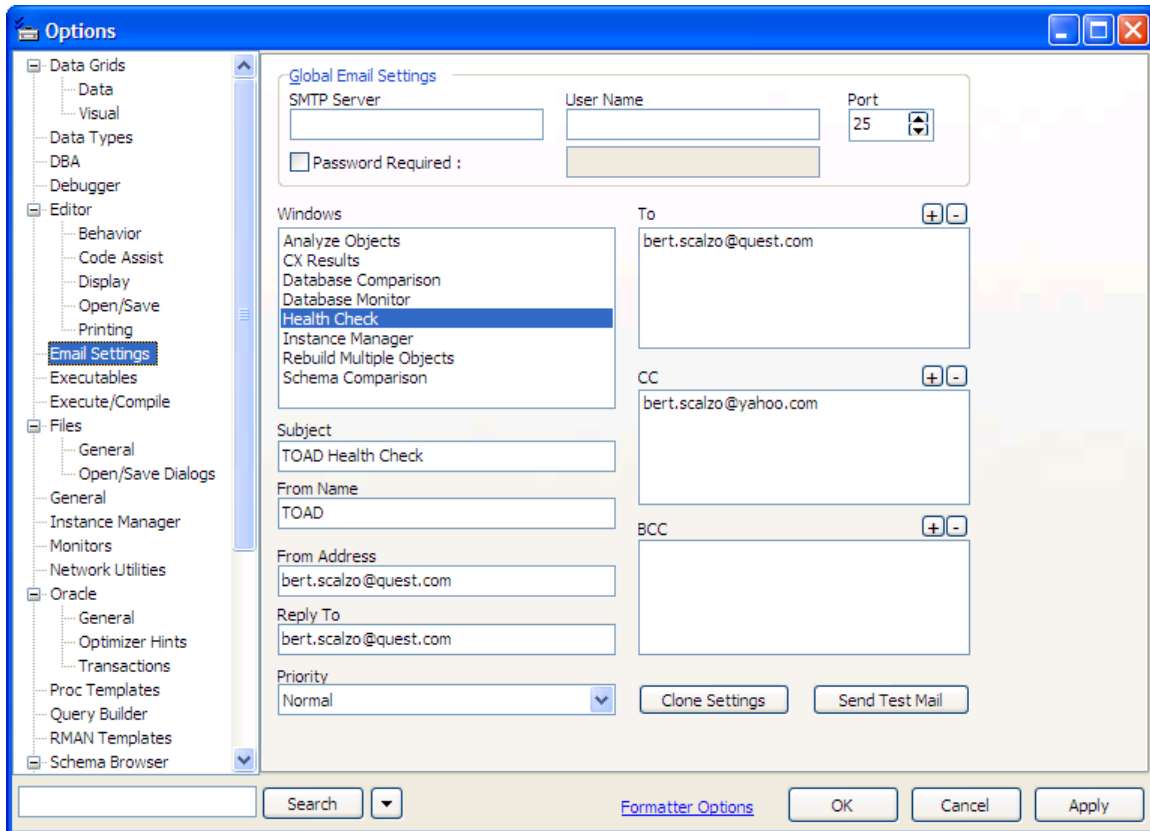 Options
Data Grids
Data
Visual
Data Types
DBA
Debugger
Editor
Behavior
Code Assist
Display
Open/Save
Printing
Email Settings
Executables
Execute/Compile
Files
General
Open/Save Dialogs
General
Instance Manager
Monitors
Network Utilities
Oracle
General
Optimizer Hints
Transactions
Proc Templates
Query Builder
RMAN Templates
Schema Browser
Global Email Settings
SMTP Server User Name Port
25
Password Required :
Windows
Analyze Objects
CX Results
Database Comparison
Database Monitor
Health Check
Instance Manager
Rebuild Multiple Objects
Schema Comparison
Subject
TOAD Health Check
From Name
TOAD
From Address
bert.scalzo@quest.com
Reply To
bert.scalzo@quest.com
Priority
Normal
To + -
bert.scalzo@quest.com
CC + -
bert.scalzo@yahoo.com
BCC + -
Clone Settings Send Test Mail
Search Formatter Options OK Cancel Apply